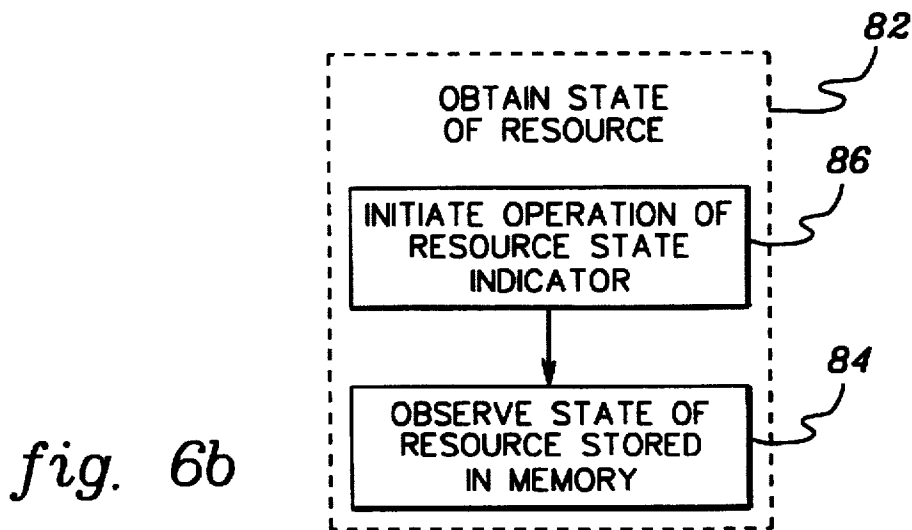 82
OBTAIN STATE
OF RESOURCE
86
INITIATE OPERATION OF
RESOURCE STATE
INDICATOR
84
OBSERVE STATE OF
RESOURCE STORED
IN MEMORY
fig. 6b